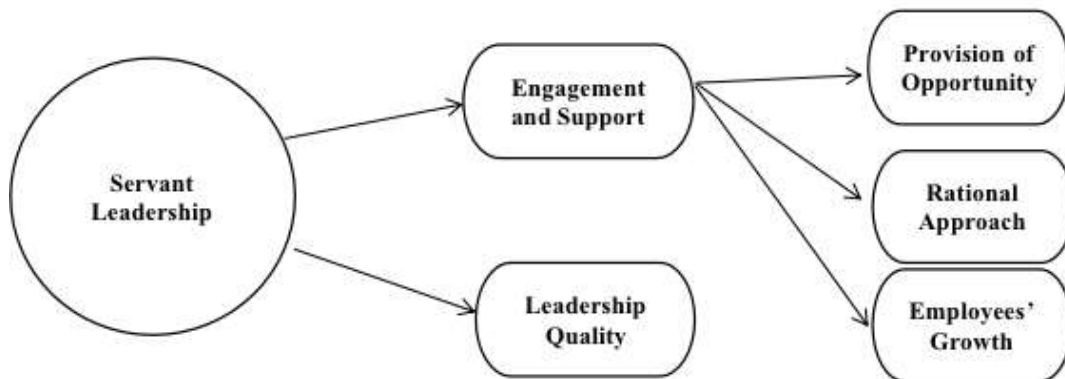 Servant
Leadership
Engagement
and Support
Leadership
Quality
Provision of
Opportunity
Rational
Approach
Employees’
Growth